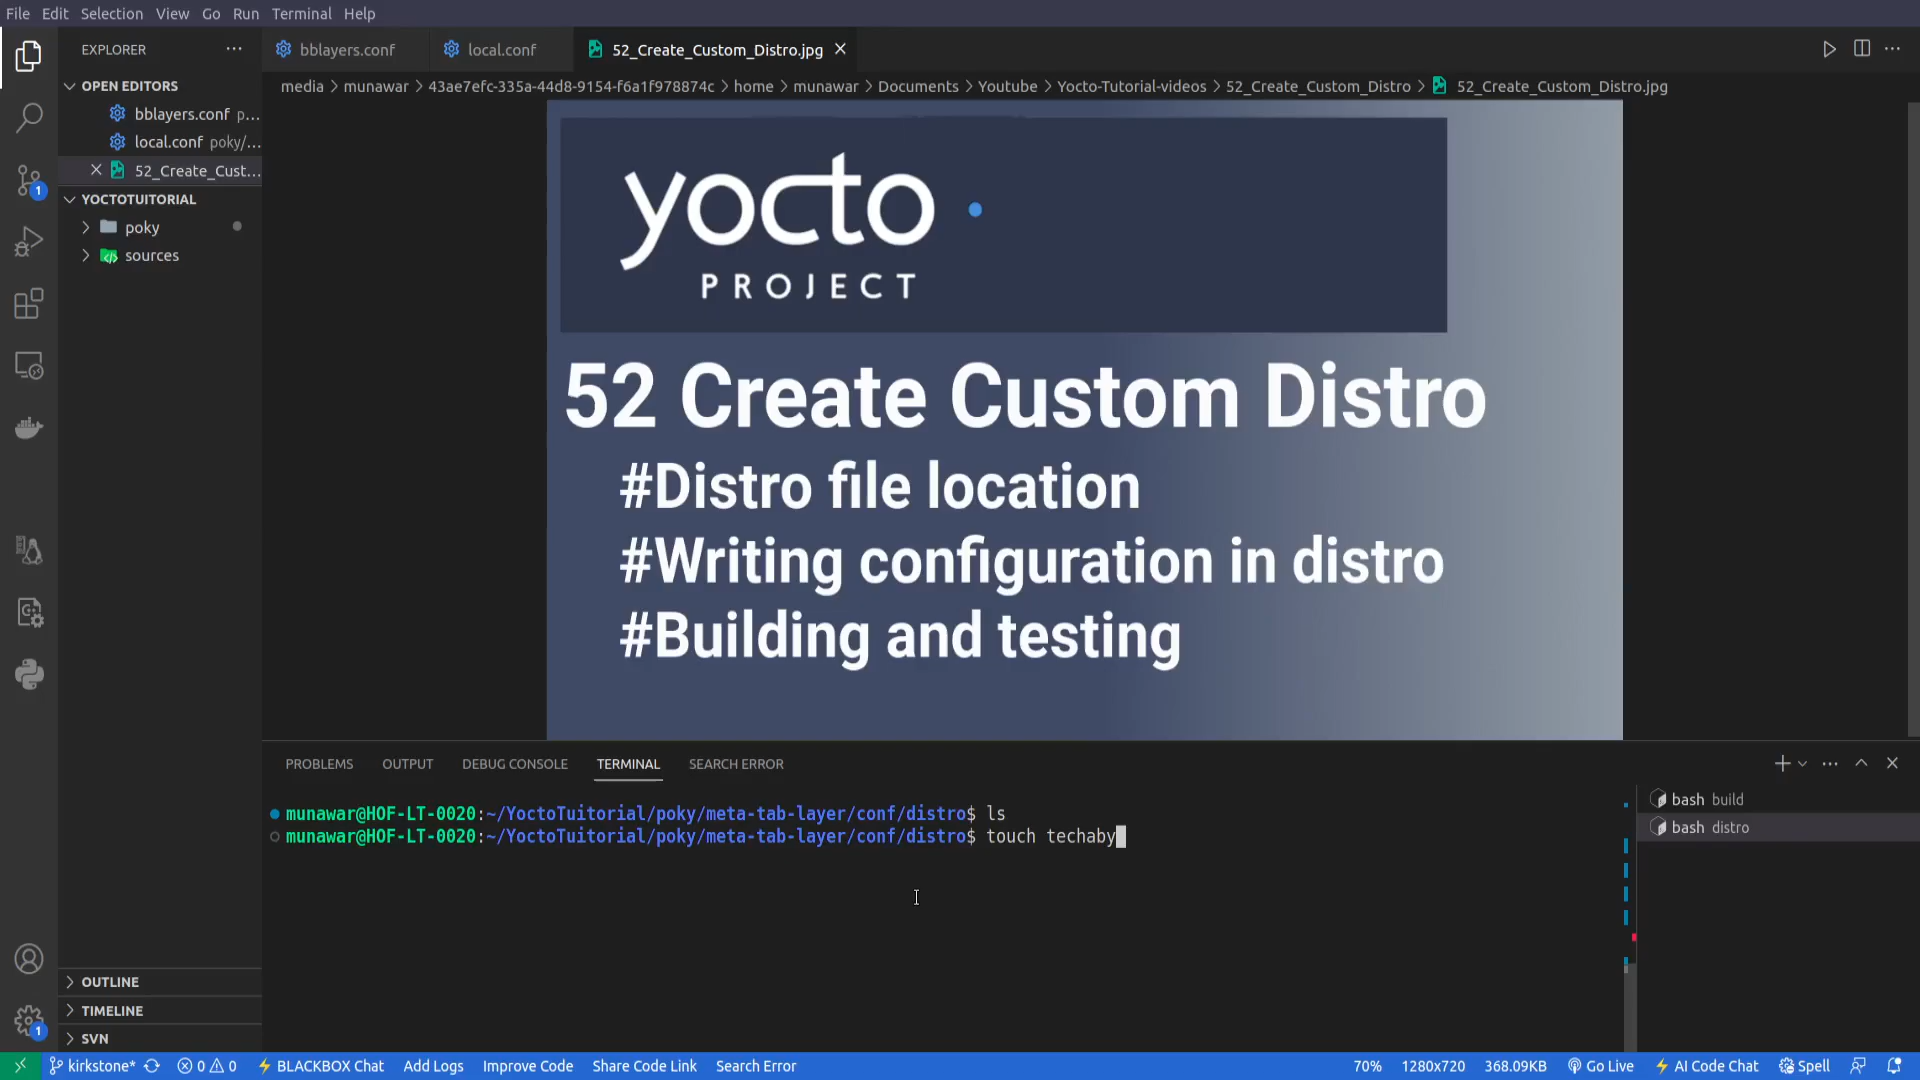 File Edit Selection View Go Run Terminal Help
EXPLORER
bblayers.conf
local.conf
52_Create_Custom_Distro.jpg
OPEN EDITORS
media > munawar > 43ae7efc-335a-44d8-9154-f6a1f978874c > home > munawar > Documents > Youtube > Yocto-Tutorial-videos > 52_Create_Custom_Distro > 52_Create_Custom_Distro.jpg
bblayers.conf p...
local.conf poky/...
52_Create_Cust...
YOCTOTUITORIAL
poky
sources
yocto
PROJECT
52 Create Custom Distro
#Distro file location
#Writing configuration in distro
#Building and testing
PROBLEMS OUTPUT DEBUG CONSOLE TERMINAL SEARCH ERROR
munawar@HOF-LT-0020:~/YoctoTuitorial/poky/meta-tab-layer/conf/distro$ ls
munawar@HOF-LT-0020:~/YoctoTuitorial/poky/meta-tab-layer/conf/distro$ touch techaby
bash build
bash distro
OUTLINE
TIMELINE
SVN
1
1
kirkstone* 0 0 BLACKBOX Chat Add Logs Improve Code Share Code Link Search Error 70% 1280x720 368.09KB Go Live AI Code Chat Spell